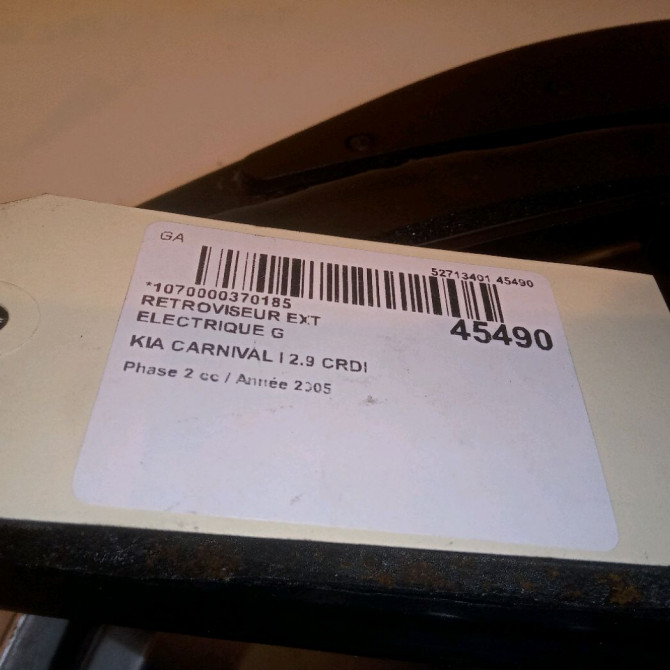 GA
52713401 45490
*1070000370185
RETROVISEUR EXT
ELECTRIQUE G
45490
KIA CARNIVAL I 2.9 CRDI
Phase 2 cc / Année 2005